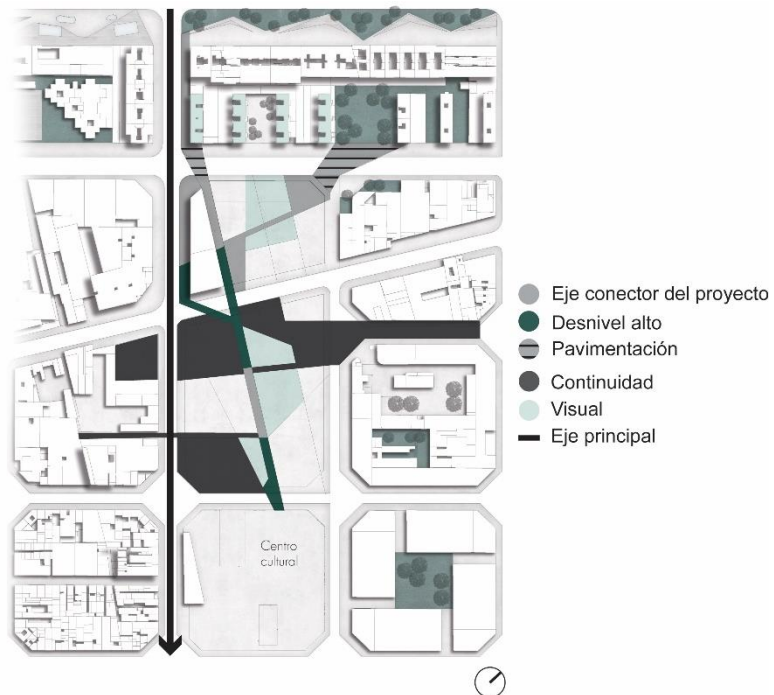 Eje conector del proyecto
Desnivel alto
Pavimentación
Continuidad
Visual
Eje principal
Centro
cultural